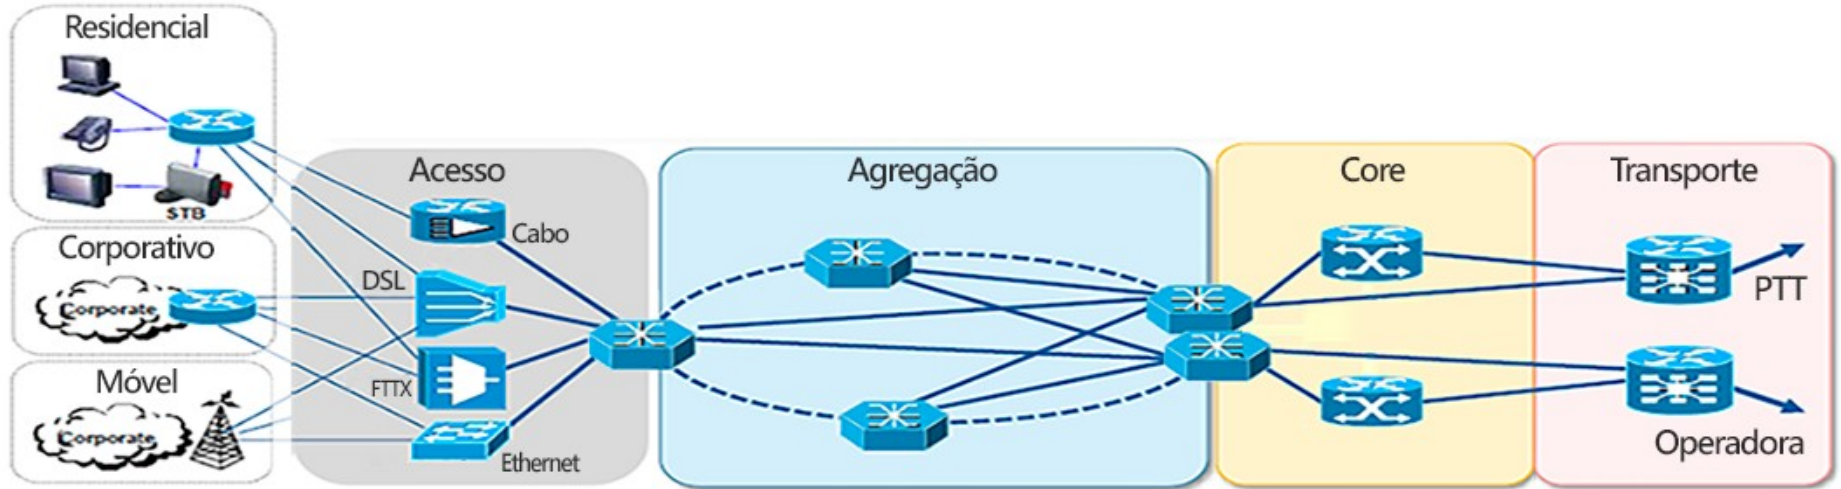 Residencial
STB
Corporativo
Corporate
Móvel
Corporate
Acesso
Cabo
DSL
FTTX
Ethernet
Agregação
Core
Transporte
PTT
Operadora